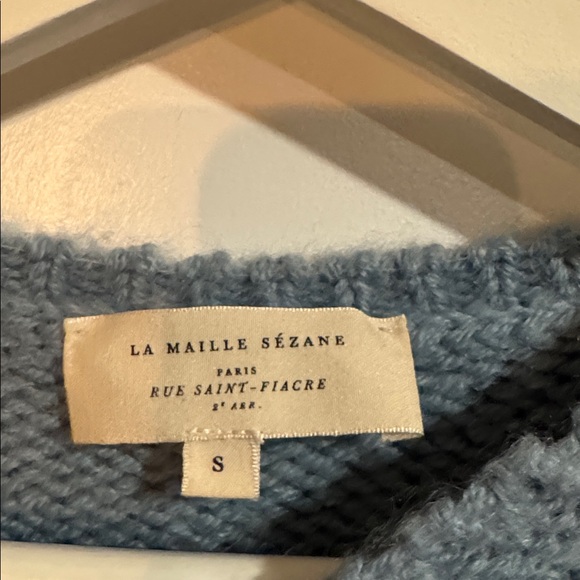 LA MAILLE SÉZANE
PARIS
RUE SAINT-FIACRE
2E ARR.
S